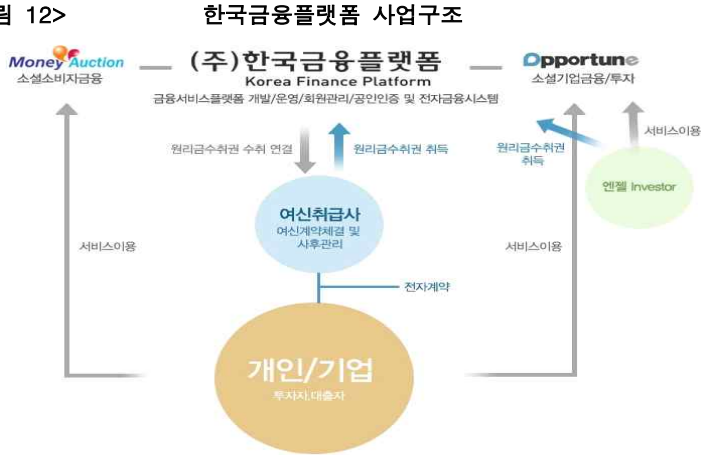 림 12> 한국금융플랫폼 사업구조
Money Auction
소셜소비자금융
(주)한국금융플랫폼
Korea Finance Platform
금융서비스플랫폼 개발/운영/회원관리/공인인증 및 전자금융시스템
Opportune
소셜기업금융/투자
원리금수취권 수취 연결
원리금수취권 취득
원리금수취권
취득
서비스이용
엔젤 Investor
여신취급사
여신계약체결 및
사후관리
서비스이용
서비스이용
전자계약
개인/기업
투자자,대출자